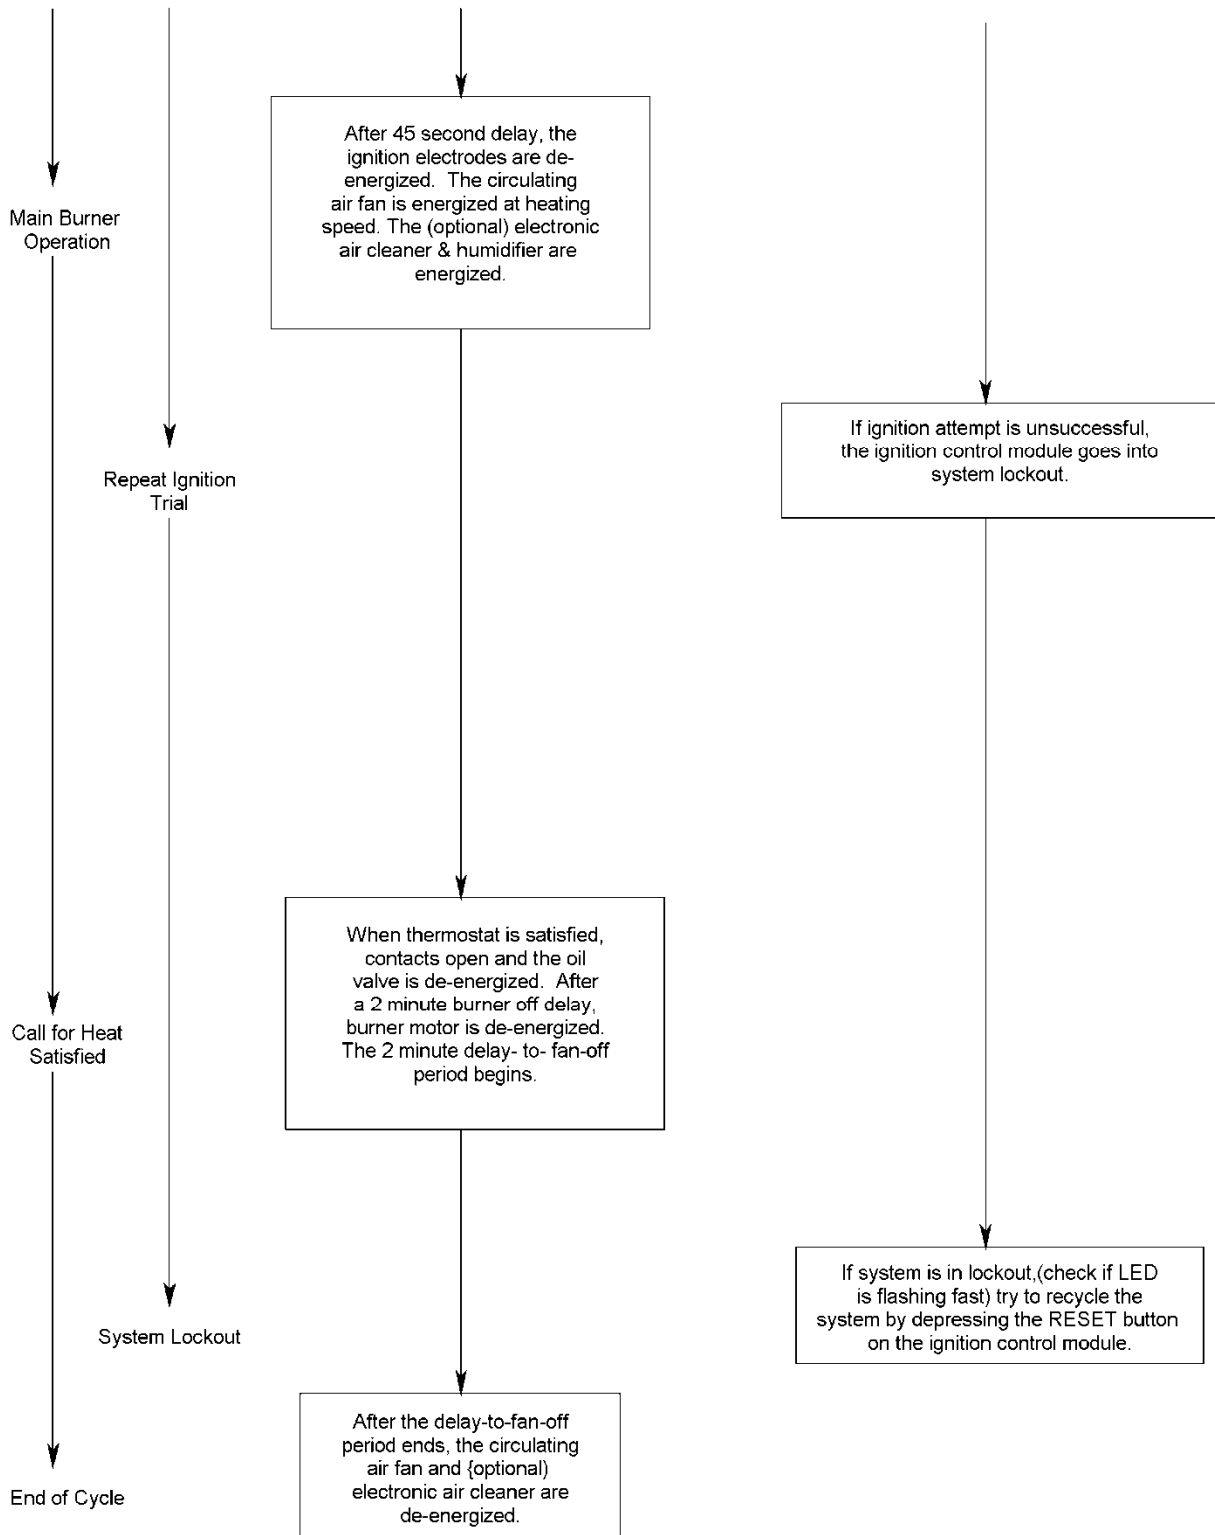 After 45 second delay, the
ignition electrodes are de-
energized.  The circulating
air fan is energized at heating
speed. The (optional) electronic
air cleaner & humidifier are
energized.
Main Burner
Operation
If ignition attempt is unsuccessful,
the ignition control module goes into
system lockout.
Repeat Ignition
Trial
When thermostat is satisfied,
contacts open and the oil
valve is de-energized.  After
a 2 minute burner off delay,
burner motor is de-energized.
The 2 minute delay- to- fan-off
period begins.
Call for Heat
Satisfied
If system is in lockout,(check if LED
is flashing fast) try to recycle the
system by depressing the RESET button
on the ignition control module.
System Lockout
After the delay-to-fan-off
period ends, the circulating
air fan and {optional)
electronic air cleaner are
de-energized.
End of Cycle